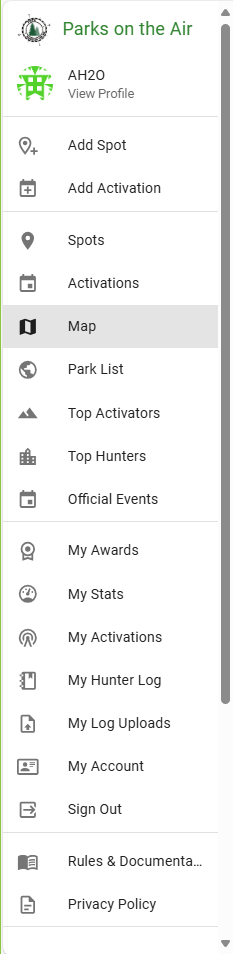 Parks on the Air
AH2O
View Profile
Add Spot
Add Activation
Spots
Activations
Map
Park List
Top Activators
Top Hunters
Official Events
My Awards
My Stats
My Activations
My Hunter Log
My Log Uploads
My Account
Sign Out
Rules & Documenta...
Privacy Policy